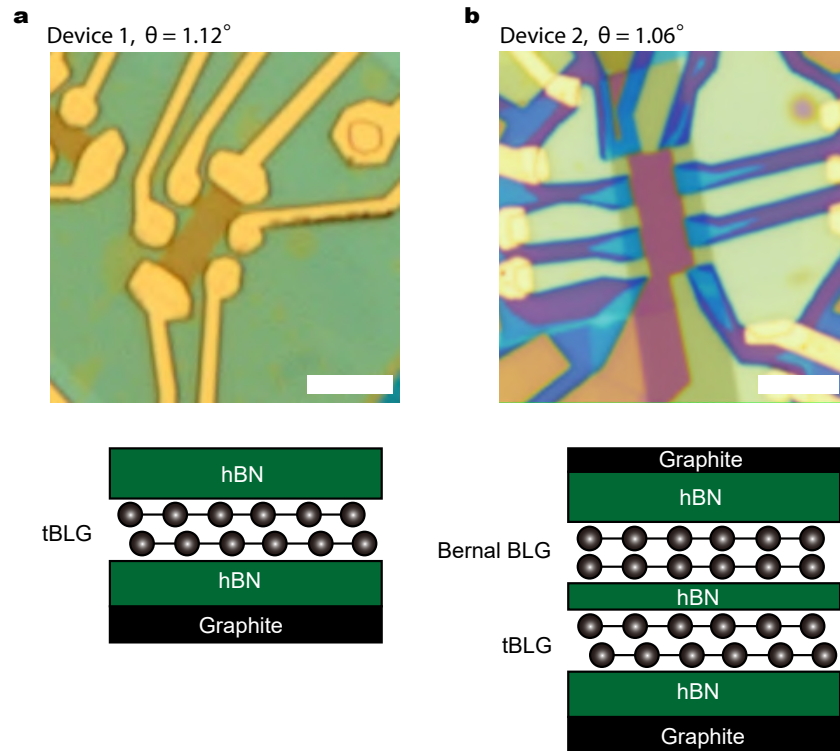 a
Device 1, θ = 1.12°
hBN
tBLG
hBN
Graphite
b
Device 2, θ = 1.06°
Graphite
hBN
Bernal BLG
hBN
tBLG
hBN
Graphite